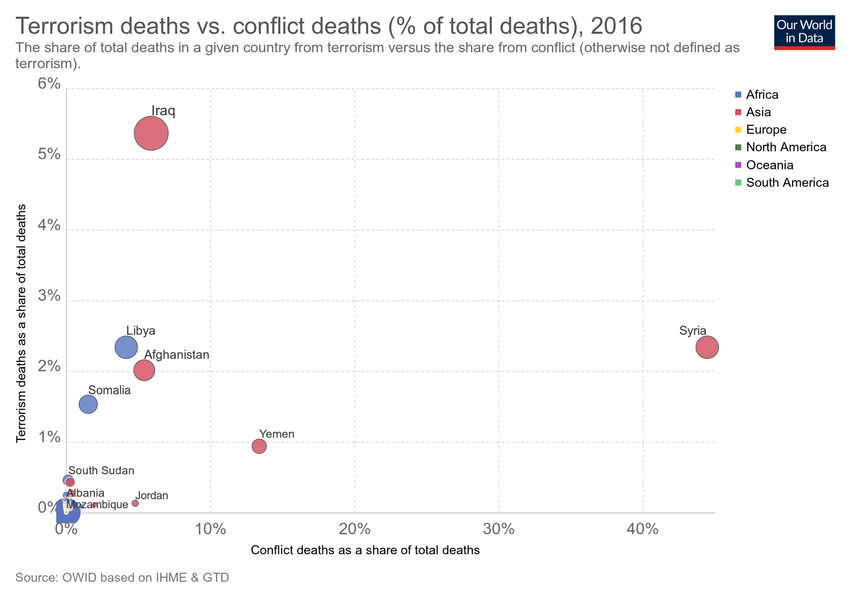 Terrorism deaths vs. conflict deaths (% of total deaths), 2016
The share of total deaths in a given country from terrorism versus the share from conflict (otherwise not defined as
terrorism).
Our World
in Data
6%
5%
4%
3%
2%
1%
0%
Terrorism deaths as a share of total deaths
Iraq
Libya
Syria
Afghanistan
Somalia
Yemen
South Sudan
Albania
Jordan
Mozambique
0%
10%
20%
30%
40%
Conflict deaths as a share of total deaths
Africa
Asia
Europe
North America
Oceania
South America
Source: OWID based on IHME & GTD